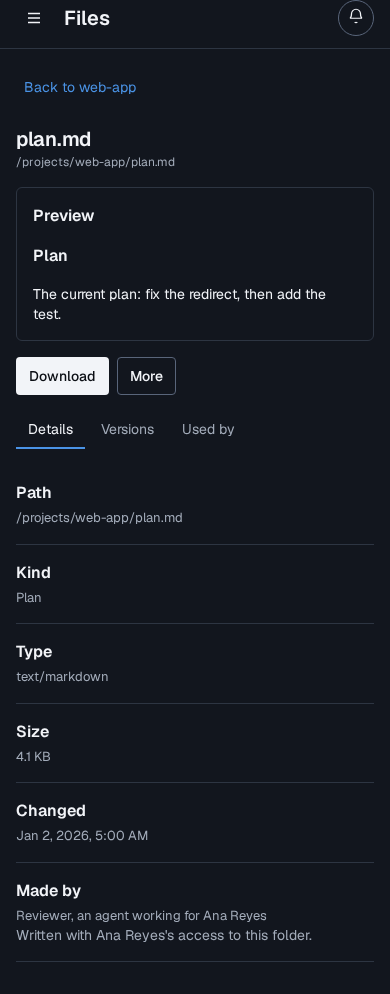 Files
Back to web-app
plan.md
/projects/web-app/plan.md
Preview
Plan
The current plan: fix the redirect, then add the
test.
Download More
Details Versions Used by
Path
/projects/web-app/plan.md
Kind
Plan
Type
text/markdown
Size
4.1 KB
Changed
Jan 2, 2026, 5:00 AM
Made by
Reviewer, an agent working for Ana Reyes
Written with Ana Reyes's access to this folder.